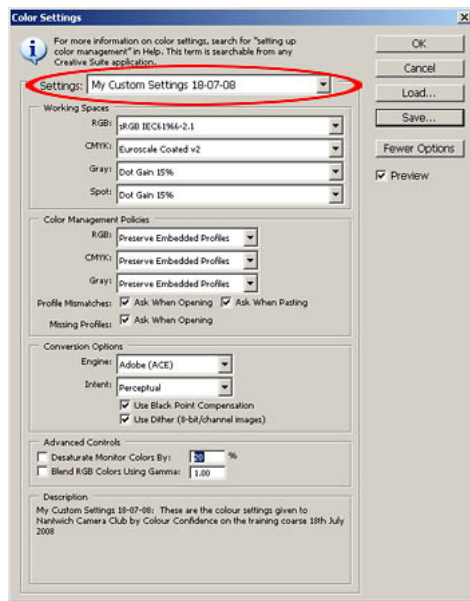 Color Settings
For more information on color settings, search for "setting up
color management" in Help. This term is searchable from any
Creative Suite application.
OK
Cancel
Load...
Save...
Fewer Options
Preview
Settings: My Custom Settings 18-07-08
Working Spaces
RGB: sRGB IEC61966-2.1
CMYK: Euroscale Coated v2
Gray: Dot Gain 15%
Spot: Dot Gain 15%
Color Management Policies
RGB: Preserve Embedded Profiles
CMYK: Preserve Embedded Profiles
Gray: Preserve Embedded Profiles
Profile Mismatches: Ask When Opening Ask When Pasting
Missing Profiles: Ask When Opening
Conversion Options
Engine: Adobe (ACE)
Intent: Perceptual
Use Black Point Compensation
Use Dither (8-bit/channel images)
Advanced Controls
Desaturate Monitor Colors By: 20 %
Blend RGB Colors Using Gamma: 1.00
Description
My Custom Settings 18-07-08: These are the colour settings given to
Nantwich Camera Club by Colour Confidence on the training coarse 18th July
2008